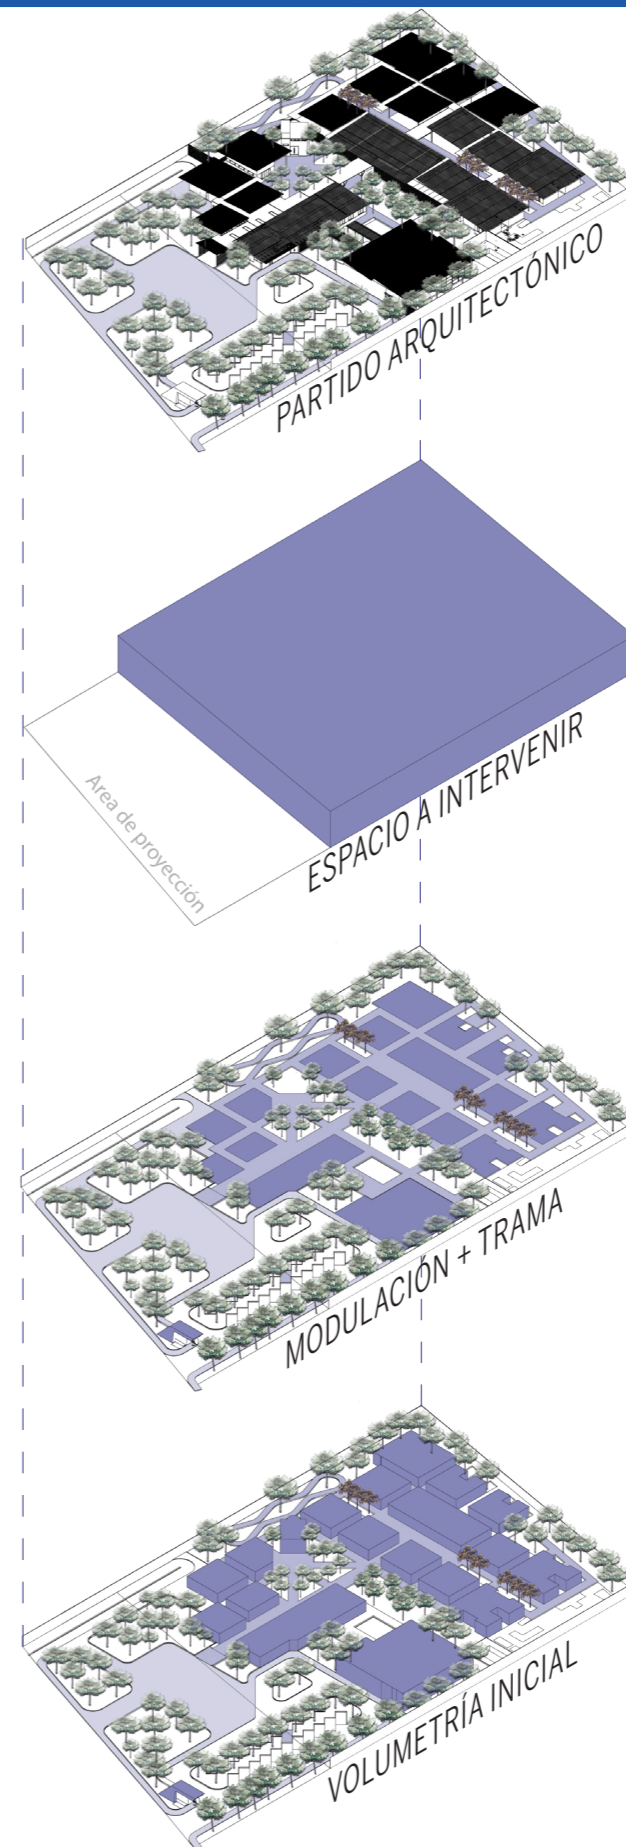 PARTIDO ARQUITECTÓNICO
ESPACIO A INTERVENIR
Area de proyección
MODULACIÓN + TRAMA
VOLUMETRÍA INICIAL